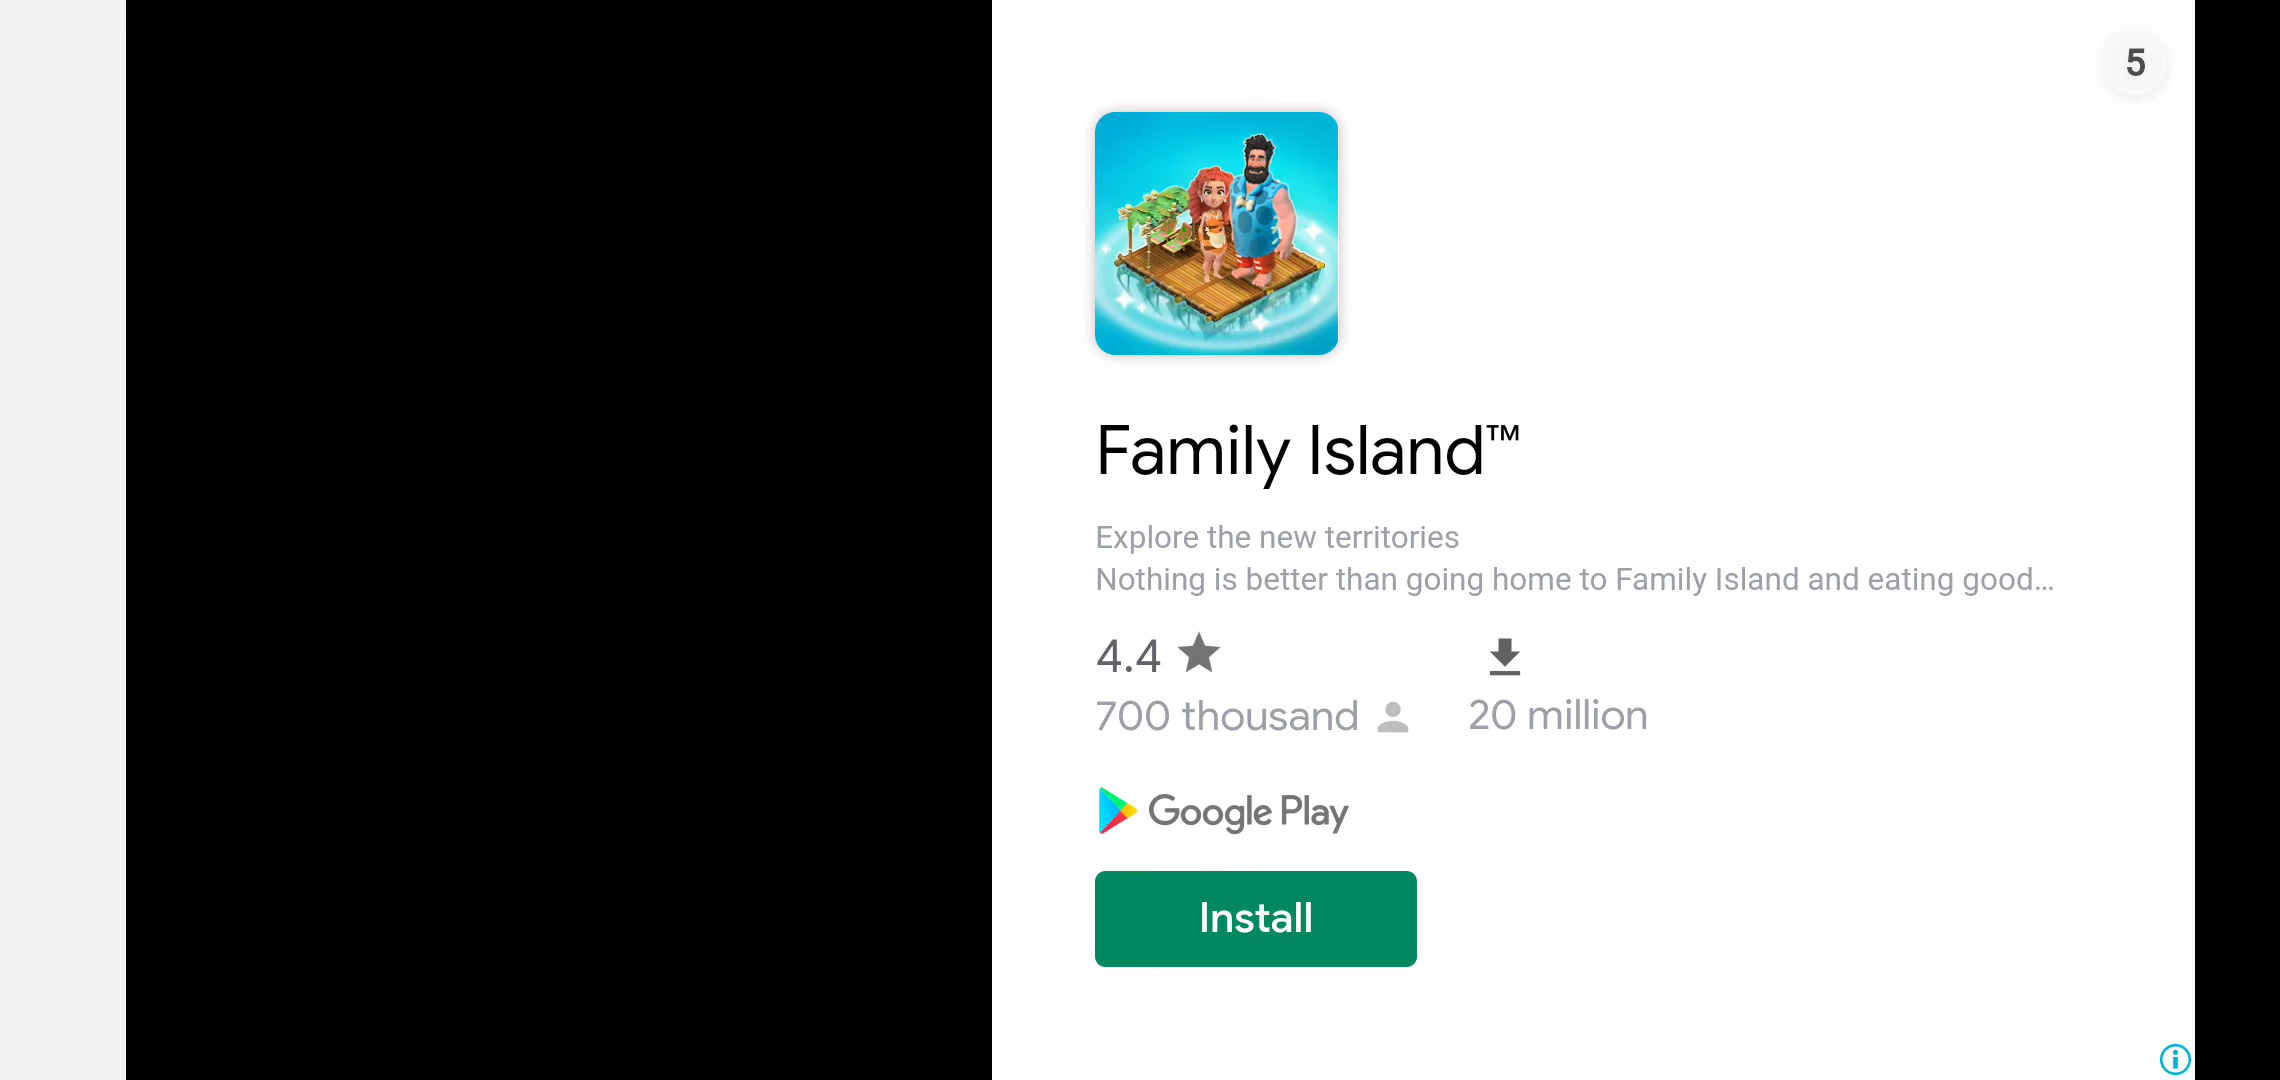 5
Family Island™
Explore the new territories
Nothing is better than going home to Family Island and eating good...
4.4
700 thousand
20 million
Google Play
Install